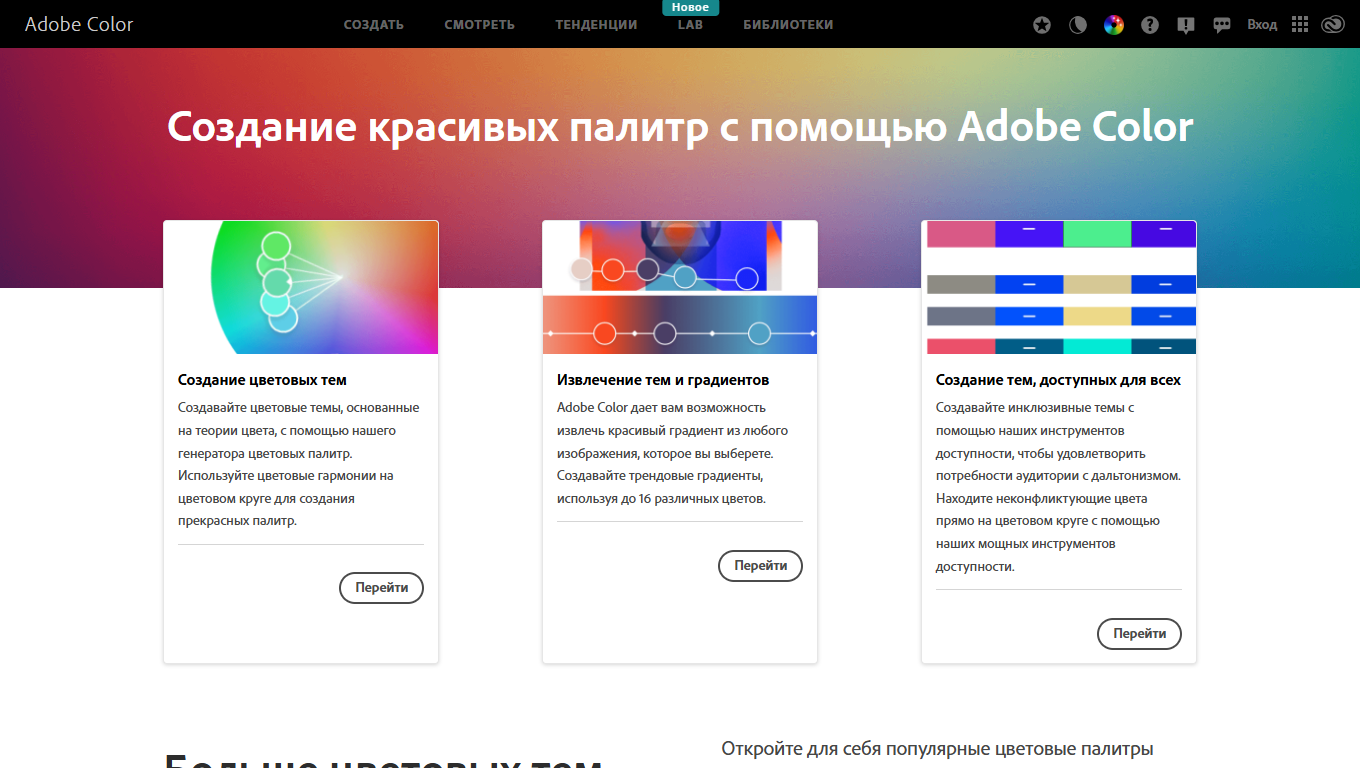 Новое
Adobe Color
СОЗДАТЬ
СМОТРЕТЬ
ТЕНДЕНЦИИ
LAB
БИБЛИОТЕКИ
Вход
Создание красивых палитр с помощью Adobe Color
Создание цветовых тем
Создавайте цветовые темы, основанные
на теории цвета, с помощью нашего
генератора цветовых палитр.
Используйте цветовые гармонии на
цветовом круге для создания
прекрасных палитр.
Перейти
Извлечение тем и градиентов
Adobe Color дает вам возможность
извлечь красивый градиент из любого
изображения, которое вы выберете.
Создавайте трендовые градиенты,
используя до 16 различных цветов.
Перейти
Создание тем, доступных для всех
Создавайте инклюзивные темы с
помощью наших инструментов
доступности, чтобы удовлетворить
потребности аудитории с дальтонизмом.
Находите неконфликтующие цвета
прямо на цветовом круге с помощью
наших мощных инструментов
доступности.
Перейти
Больше цветовых тем
Откройте для себя популярные цветовые палитры